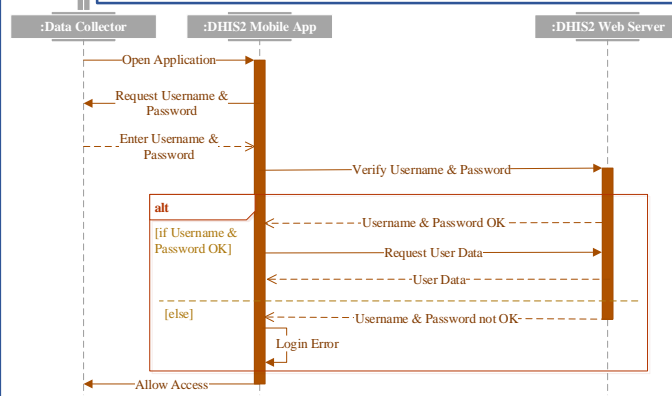 :Data Collector
:DHIS2 Mobile App
:DHIS2 Web Server
Open Application
Request Username &
Password
Enter Username &
Password
Verify Username & Password
alt
[if Username &
Password OK]
Username & Password OK
Request User Data
User Data
[else]
Username & Password not OK
Login Error
Allow Access